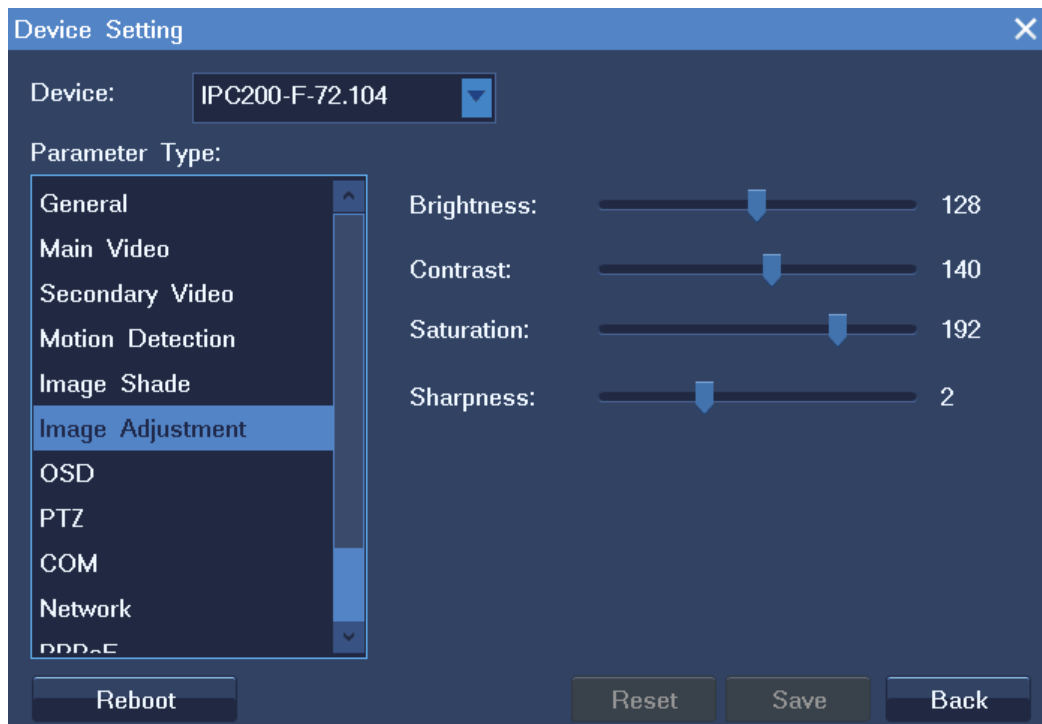 Device Setting
Device: IPC200-F-72.104
Parameter Type:
General
Main Video
Secondary Video
Motion Detection
Image Shade
Image Adjustment
OSD
PTZ
COM
Network
Brightness: 128
Contrast: 140
Saturation: 192
Sharpness: 2
Reboot Reset Save Back